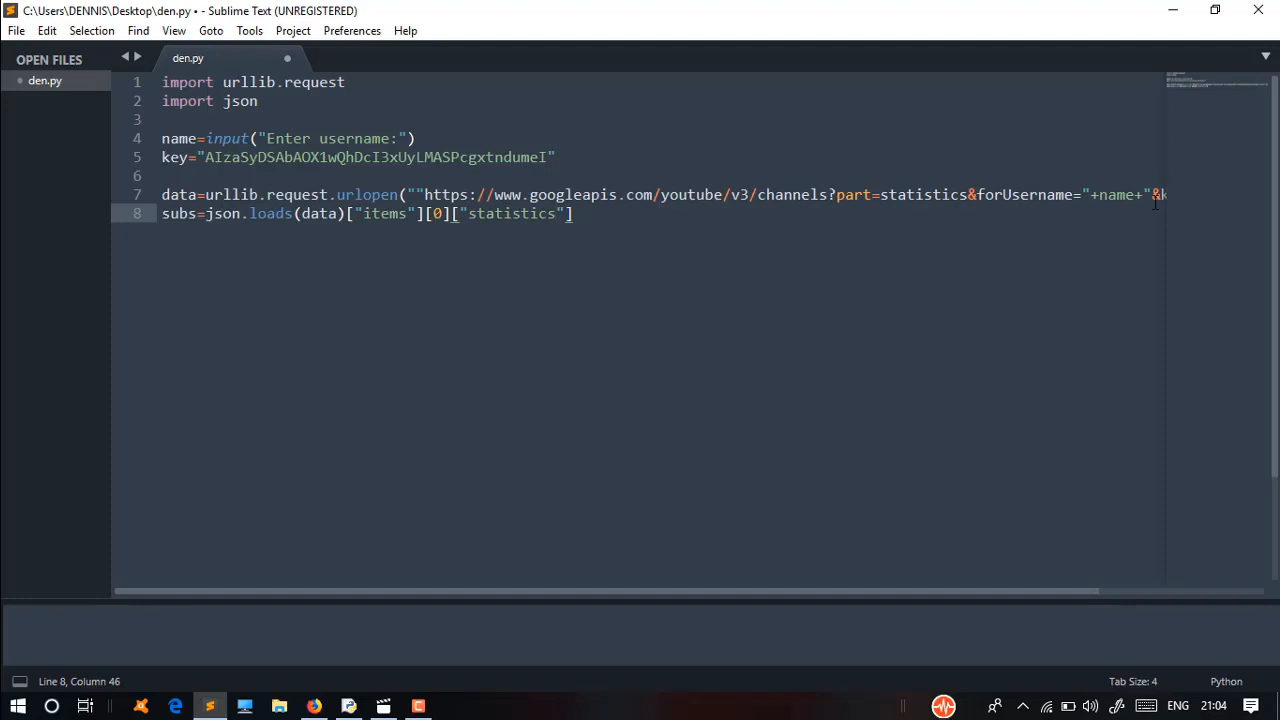 C:\Users\DENNIS\Desktop\den.py • - Sublime Text (UNREGISTERED)
File Edit Selection Find View Goto Tools Project Preferences Help
OPEN FILES
den.py
den.py
1 import urllib.request
2 import json
3
4 name=input("Enter username:")
5 key="AIzaSyDSAbAOX1wQhDcI3xUyLMASPcgxtndumeI"
6
7 data=urllib.request.urlopen(""https://www.googleapis.com/youtube/v3/channels?part=statistics&forUsername="+name+"&k
8 subs=json.loads(data)["items"][0]["statistics"]
Line 8, Column 46
Tab Size: 4
Python
ENG
21:04